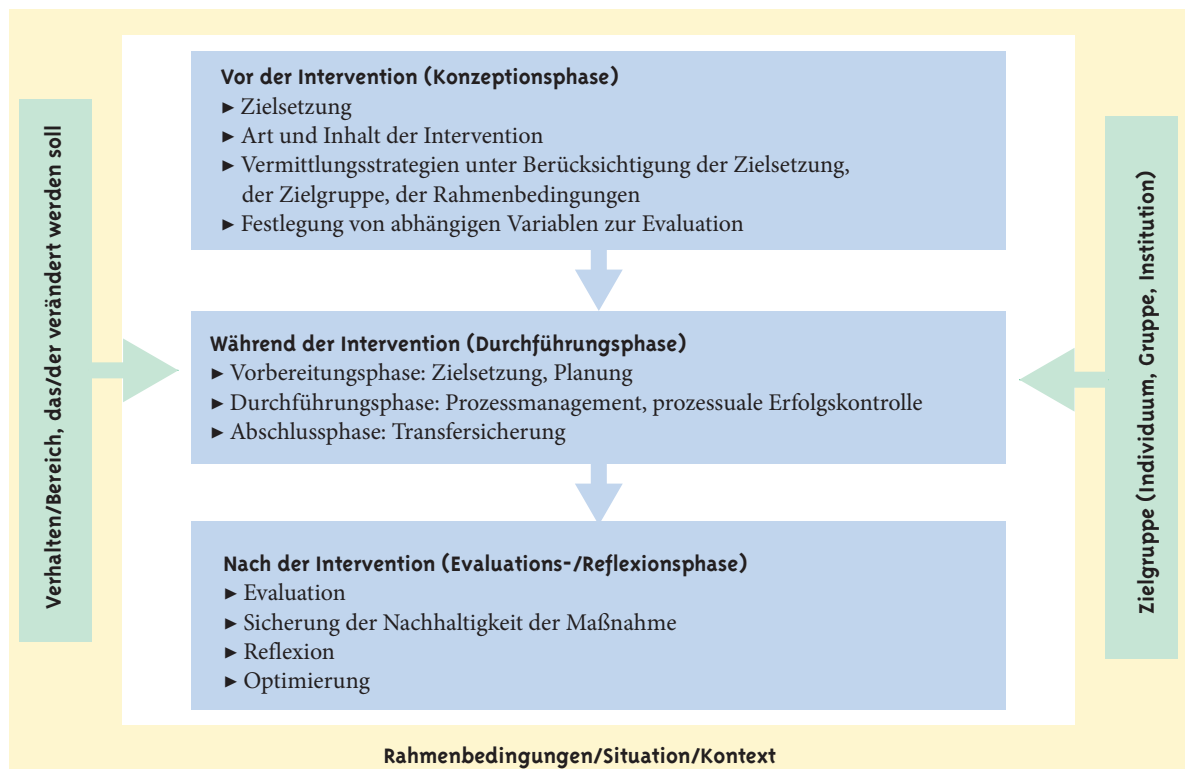 Verhalten/Bereich, das/der verändert werden soll
Vor der Intervention (Konzeptionsphase)
► Zielsetzung
► Art und Inhalt der Intervention
► Vermittlungsstrategien unter Berücksichtigung der Zielsetzung,
der Zielgruppe, der Rahmenbedingungen
► Festlegung von abhängigen Variablen zur Evaluation
Während der Intervention (Durchführungsphase)
► Vorbereitungsphase: Zielsetzung, Planung
► Durchführungsphase: Prozessmanagement, prozessuale Erfolgskontrolle
► Abschlussphase: Transfersicherung
Nach der Intervention (Evaluations-/Reflexionsphase)
► Evaluation
► Sicherung der Nachhaltigkeit der Maßnahme
► Reflexion
► Optimierung
Zielgruppe (Individuum, Gruppe, Institution)
Rahmenbedingungen/Situation/Kontext